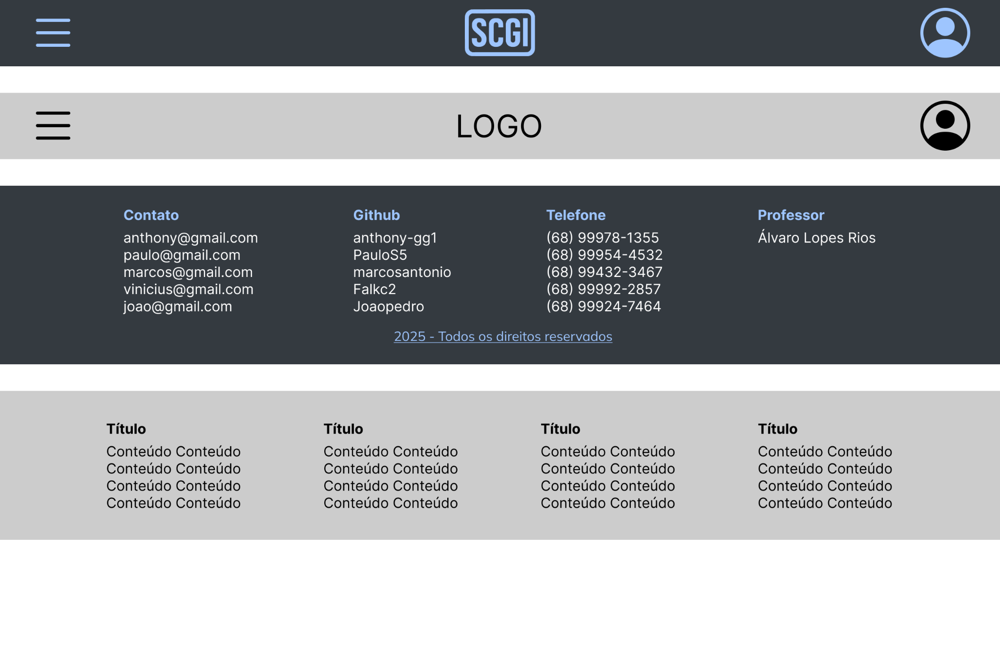 SCGI
LOGO
Contato
anthony@gmail.com
paulo@gmail.com
marcos@gmail.com
vinicius@gmail.com
joao@gmail.com
Github
anthony-gg1
PauloS5
marcosantonio
Falkc2
Joaopedro
Telefone
(68) 99978-1355
(68) 99954-4532
(68) 99432-3467
(68) 99992-2857
(68) 99924-7464
Professor
Álvaro Lopes Rios
2025 - Todos os direitos reservados
Título
Conteúdo Conteúdo
Conteúdo Conteúdo
Conteúdo Conteúdo
Conteúdo Conteúdo
Título
Conteúdo Conteúdo
Conteúdo Conteúdo
Conteúdo Conteúdo
Conteúdo Conteúdo
Título
Conteúdo Conteúdo
Conteúdo Conteúdo
Conteúdo Conteúdo
Conteúdo Conteúdo
Título
Conteúdo Conteúdo
Conteúdo Conteúdo
Conteúdo Conteúdo
Conteúdo Conteúdo